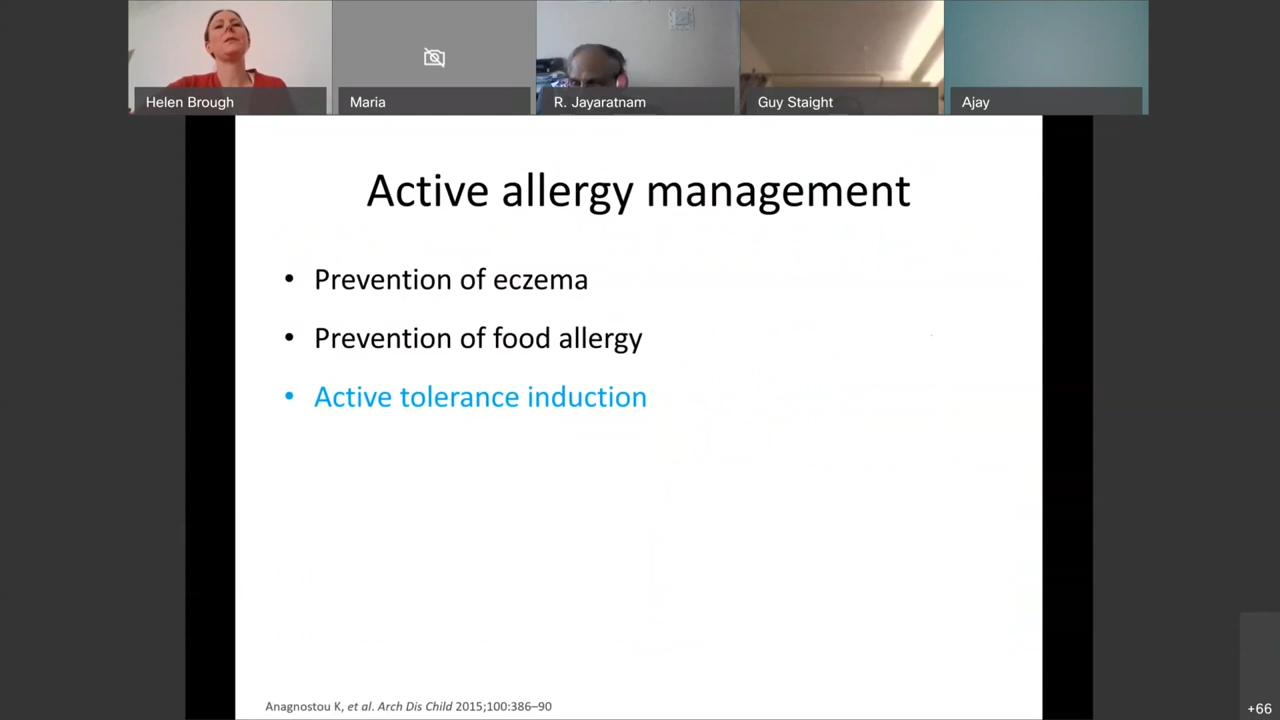 Helen Brough
Maria
R. Jayaratnam
Guy Staight
Ajay
Active allergy management
• Prevention of eczema
• Prevention of food allergy
• Active tolerance induction
Anagnostou K, et al. Arch Dis Child 2015;100:386–90
+66